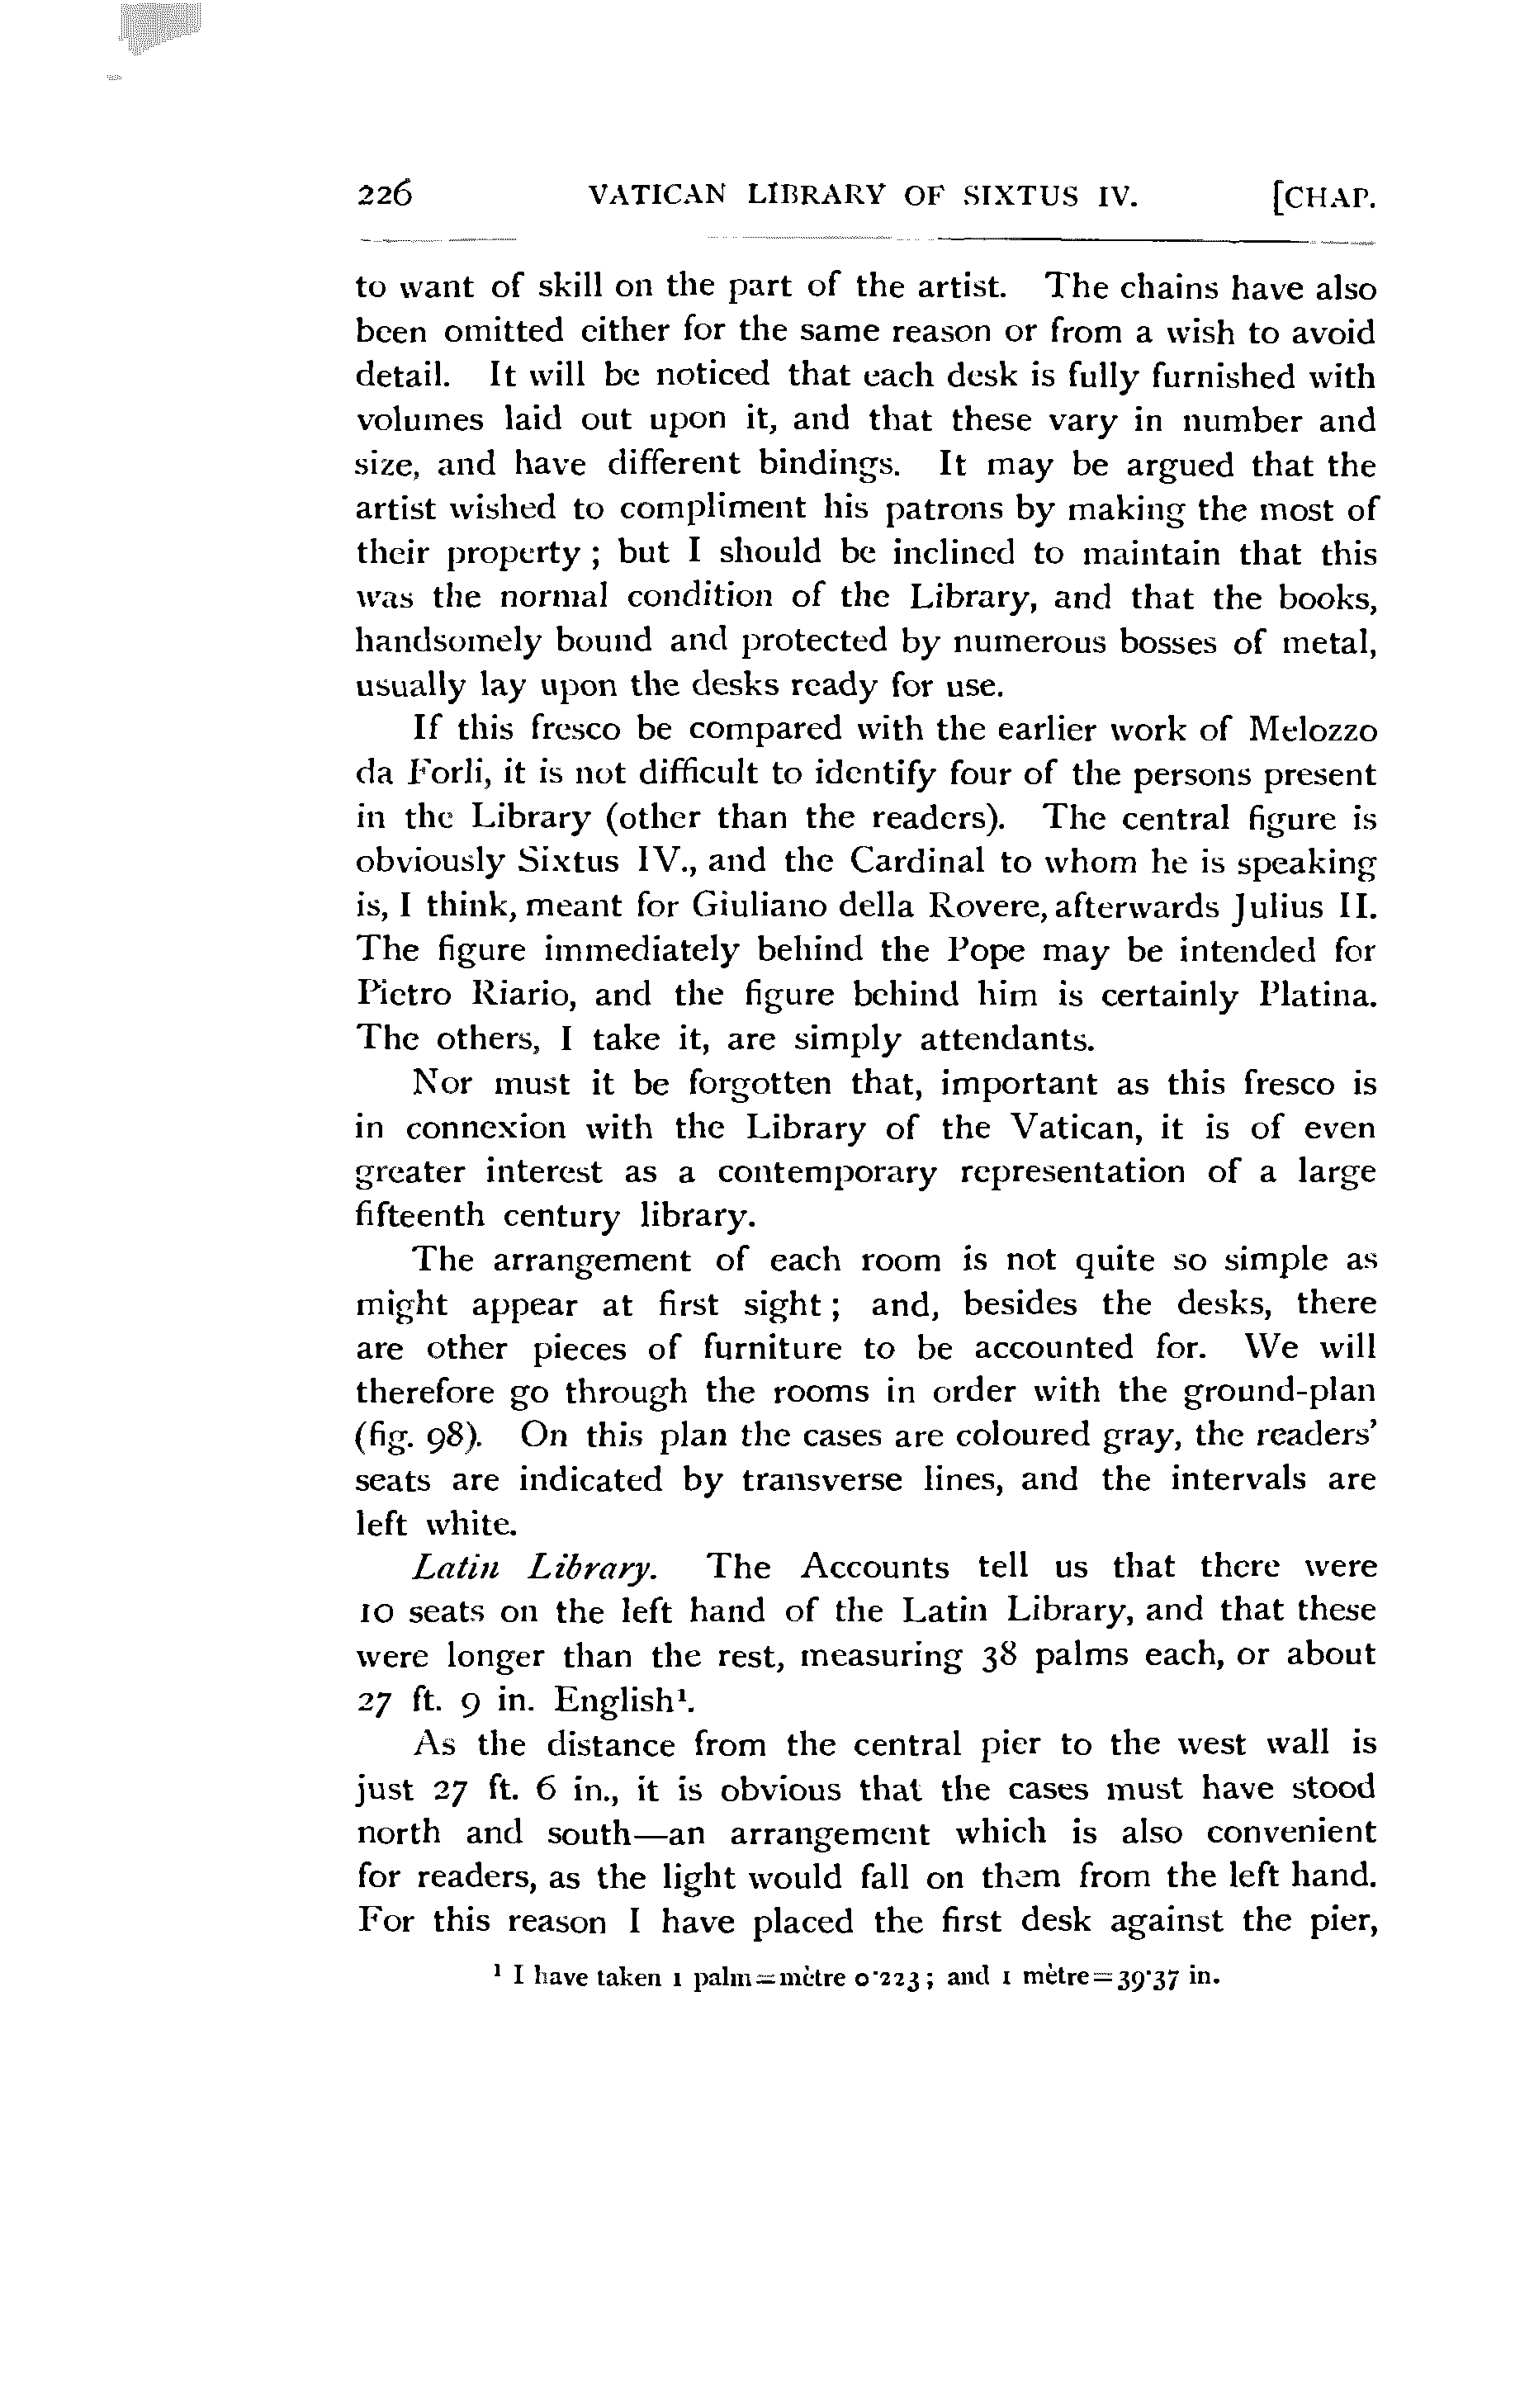 226 VATICAN LIBRARY OF SIXTUS IV. [CHAP.
to want of skill on the part of the artist. The chains have also
been omitted either for the same reason or from a wish to avoid
detail. It will be noticed that each desk is fully furnished with
volumes laid out upon it, and that these vary in number and
size, and have different bindings. It may be argued that the
artist wished to compliment his patrons by making the most of
their property ; but I should be inclined to maintain that this
was the normal condition of the Library, and that the books,
handsomely bound and protected by numerous bosses of metal,
usually lay upon the desks ready for use.
If this fresco be compared with the earlier work of Melozzo
da Forli, it is not difficult to identify four of the persons present
in the Library (other than the readers). The central figure is
obviously Sixtus IV., and the Cardinal to whom he is speaking
is, I think, meant for Giuliano della Rovere, afterwards Julius II.
The figure immediately behind the Pope may be intended for
Pietro Riario, and the figure behind him is certainly Platina.
The others, I take it, are simply attendants.
Nor must it be forgotten that, important as this fresco is
in connexion with the Library of the Vatican, it is of even
greater interest as a contemporary representation of a large
fifteenth century library.
The arrangement of each room is not quite so simple as
might appear at first sight ; and, besides the desks, there
are other pieces of furniture to be accounted for. We will
therefore go through the rooms in order with the ground-plan
(fig. 98). On this plan the cases are coloured gray, the readers'
seats are indicated by transverse lines, and the intervals are
left white.
Latin Library. The Accounts tell us that there were
10 seats on the left hand of the Latin Library, and that these
were longer than the rest, measuring 38 palms each, or about
27 ft. 9 in. English¹.
As the distance from the central pier to the west wall is
just 27 ft. 6 in., it is obvious that the cases must have stood
north and south—an arrangement which is also convenient
for readers, as the light would fall on them from the left hand.
For this reason I have placed the first desk against the pier,
¹ I have taken 1 palm=mètre 0·223 ; and 1 mètre=39·37 in.